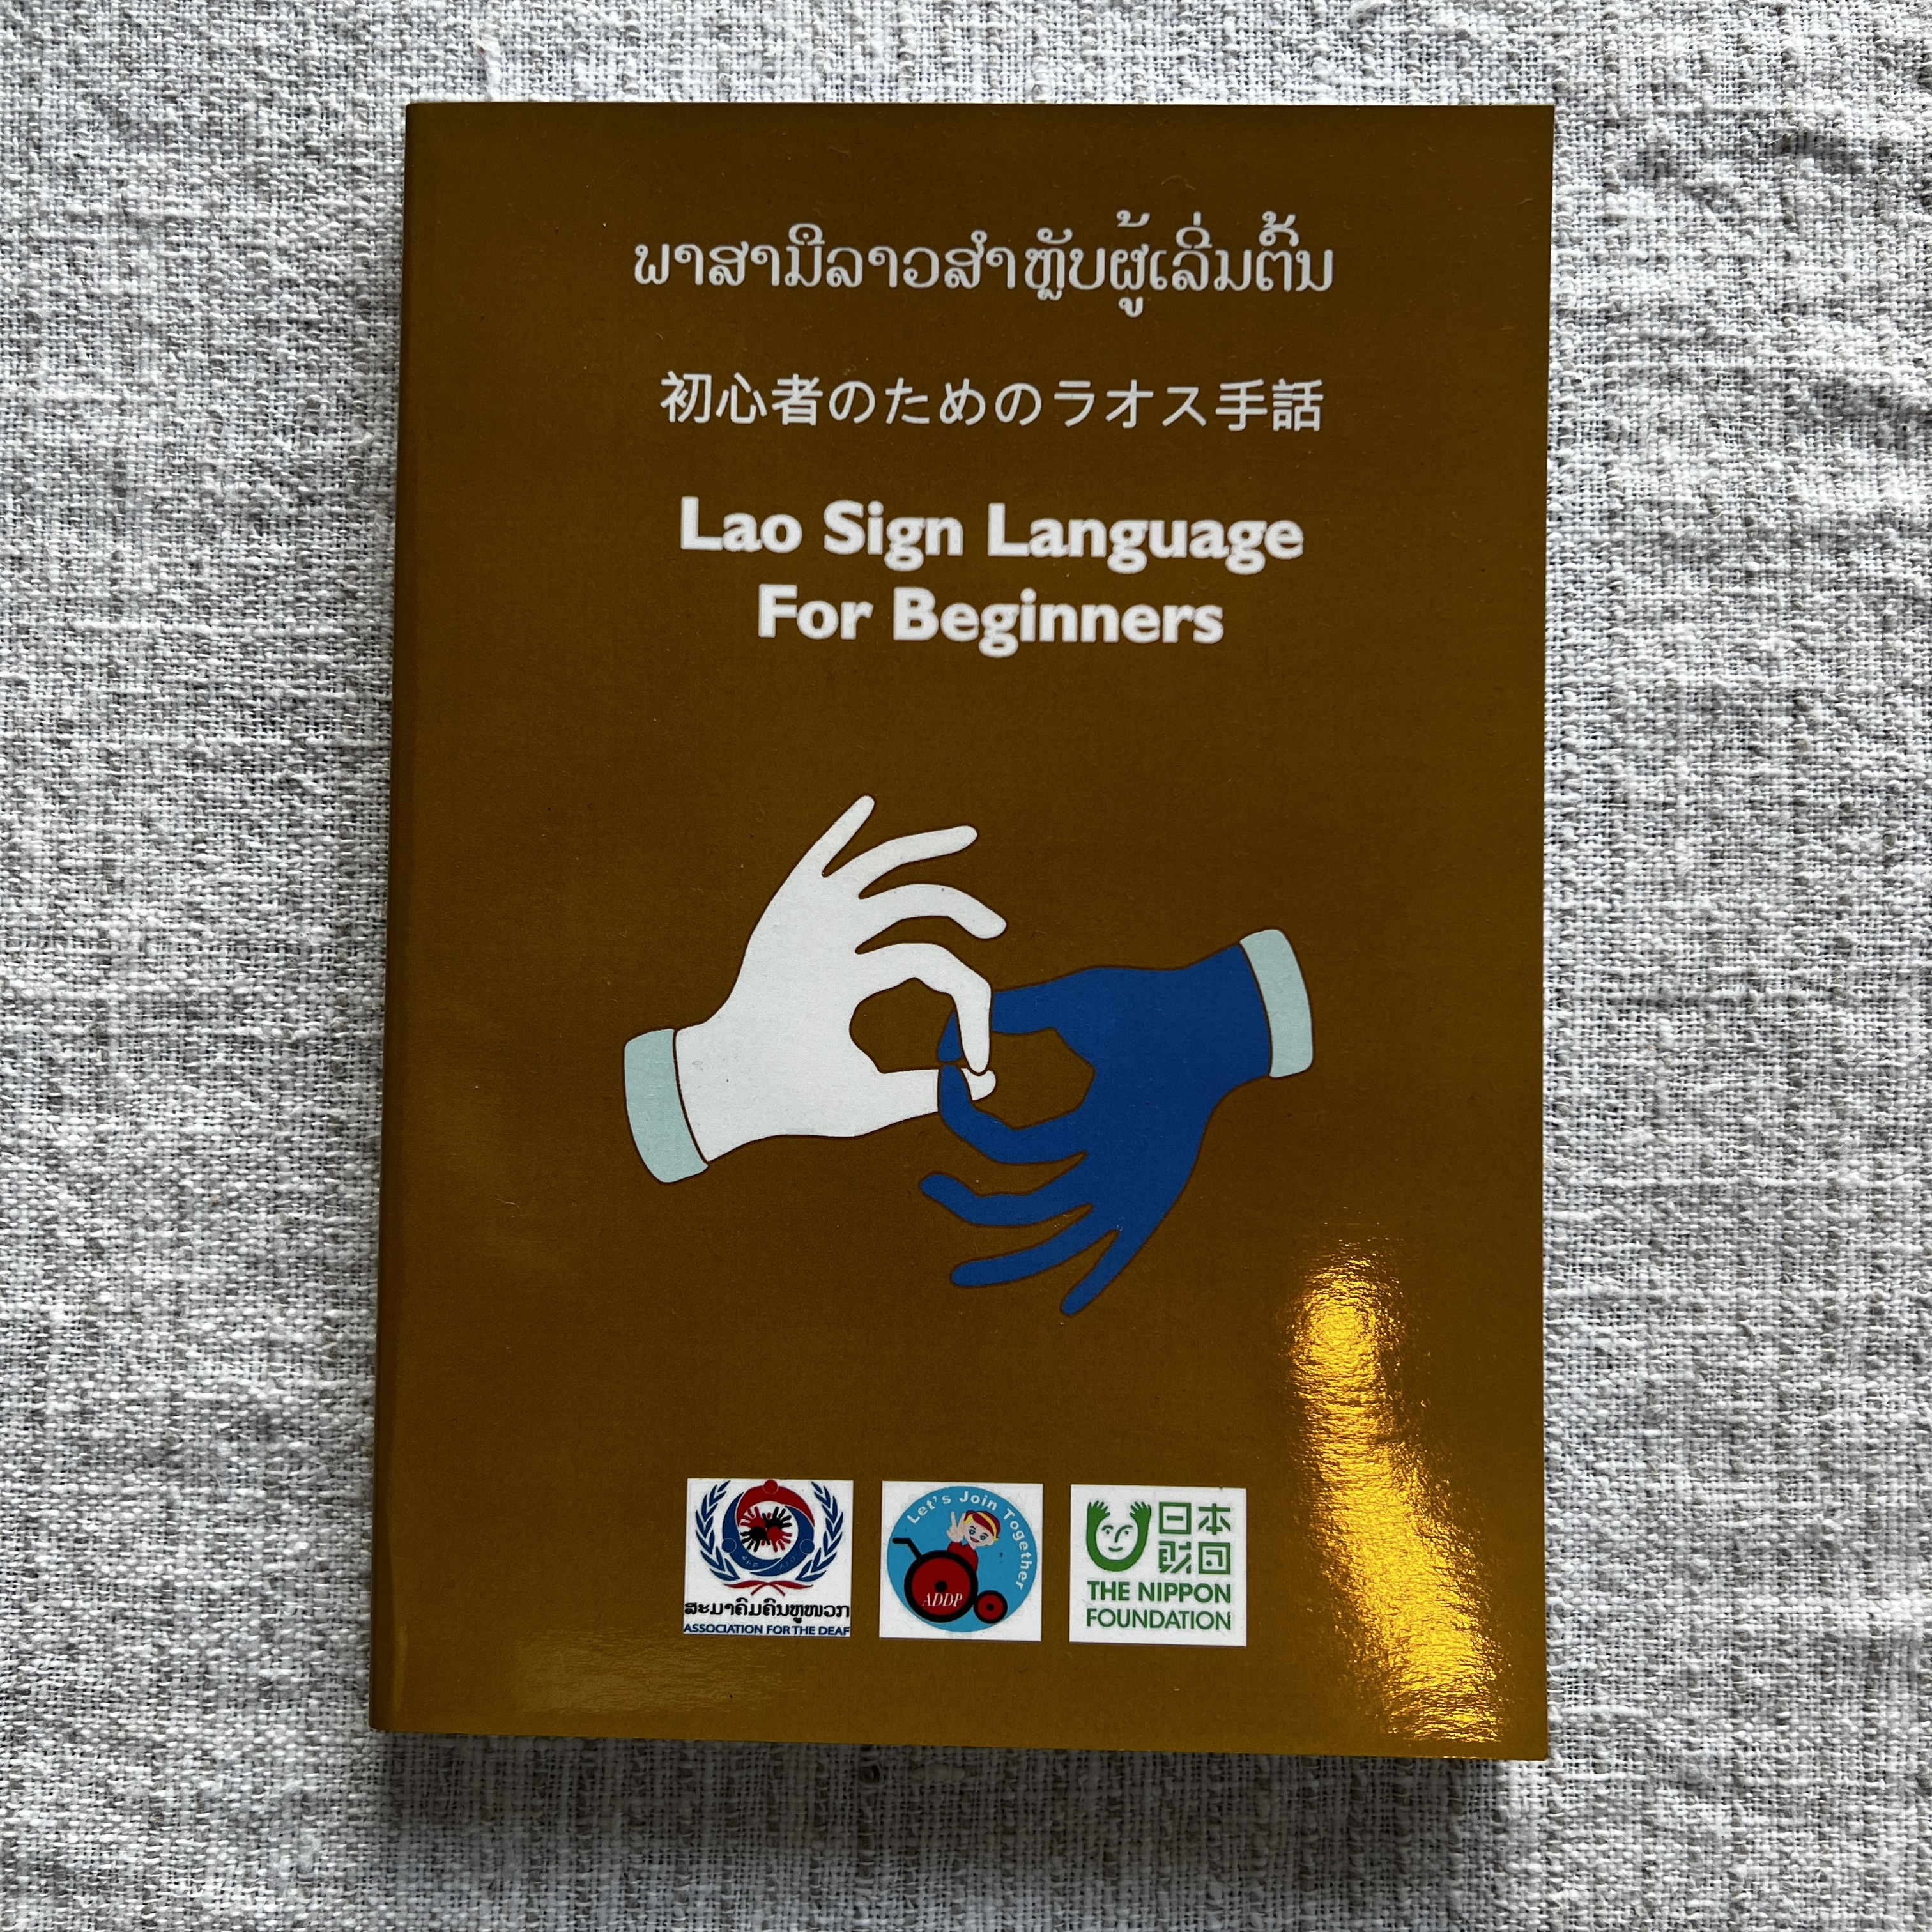 ພາສາມືລາວສຳຫຼັບຜູ້ເລີ່ມຕົ້ນ
初心者のためのラオス手話
Lao Sign Language
For Beginners
ສະມາຄົມຄົນຫູໜວກ
ASSOCIATION FOR THE DEAF
Let's Join Together
ADDP
日本
財団
THE NIPPON
FOUNDATION